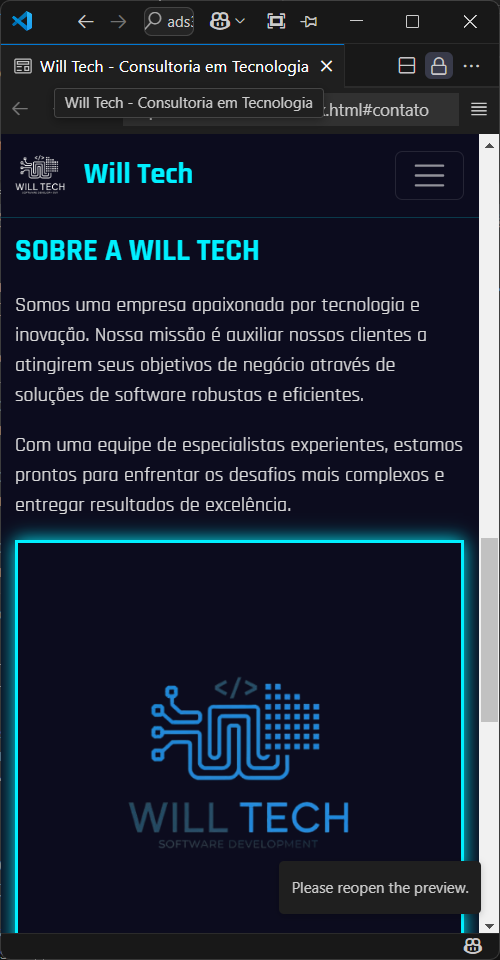 ads3
Will Tech - Consultoria em Tecnologia
Will Tech - Consultoria em Tecnologia
.html#contato
WILL TECH
Will Tech
SOBRE A WILL TECH
Somos uma empresa apaixonada por tecnologia e
inovação. Nossa missão é auxiliar nossos clientes a
atingirem seus objetivos de negócio através de
soluções de software robustas e eficientes.
Com uma equipe de especialistas experientes, estamos
prontos para enfrentar os desafios mais complexos e
entregar resultados de excelência.
</>
WILL TECH
SOFTWARE DEVELOPMENT
Please reopen the preview.